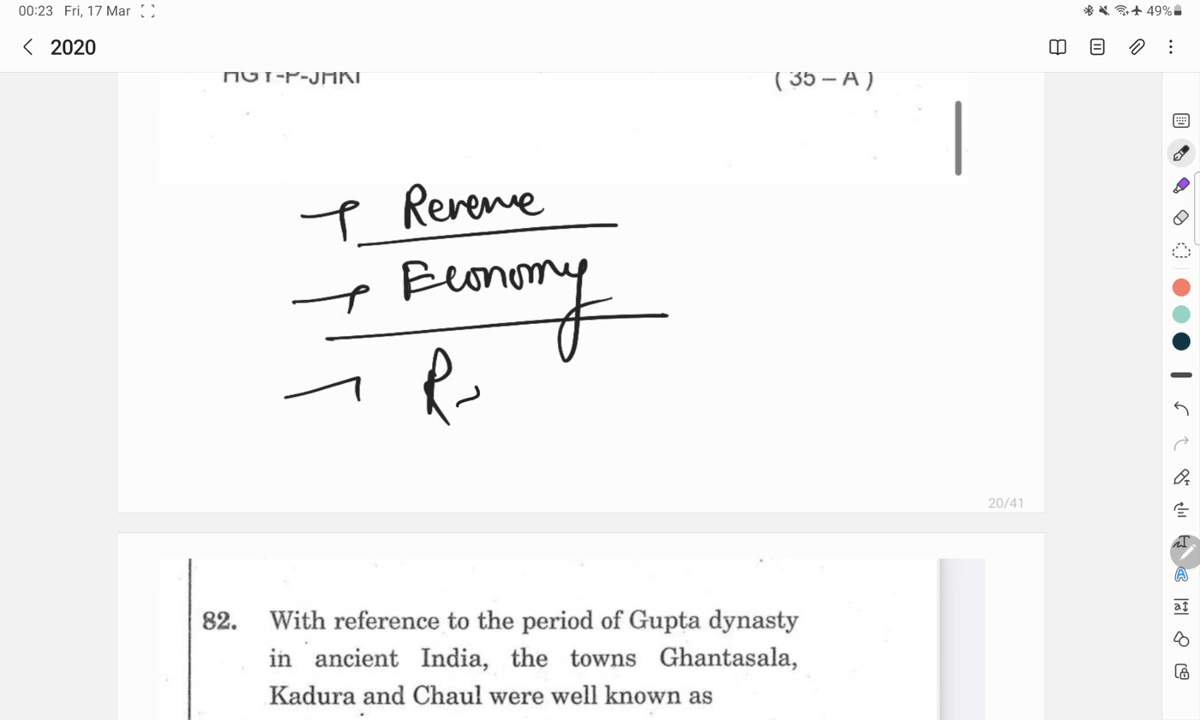 00:23 Fri, 17 Mar 49%
2020
HGY-P-JHKI ( 35 – A )
Revenue
Economy
R
20/41
82. With reference to the period of Gupta dynasty
in ancient India, the towns Ghantasala,
Kadura and Chaul were well known as